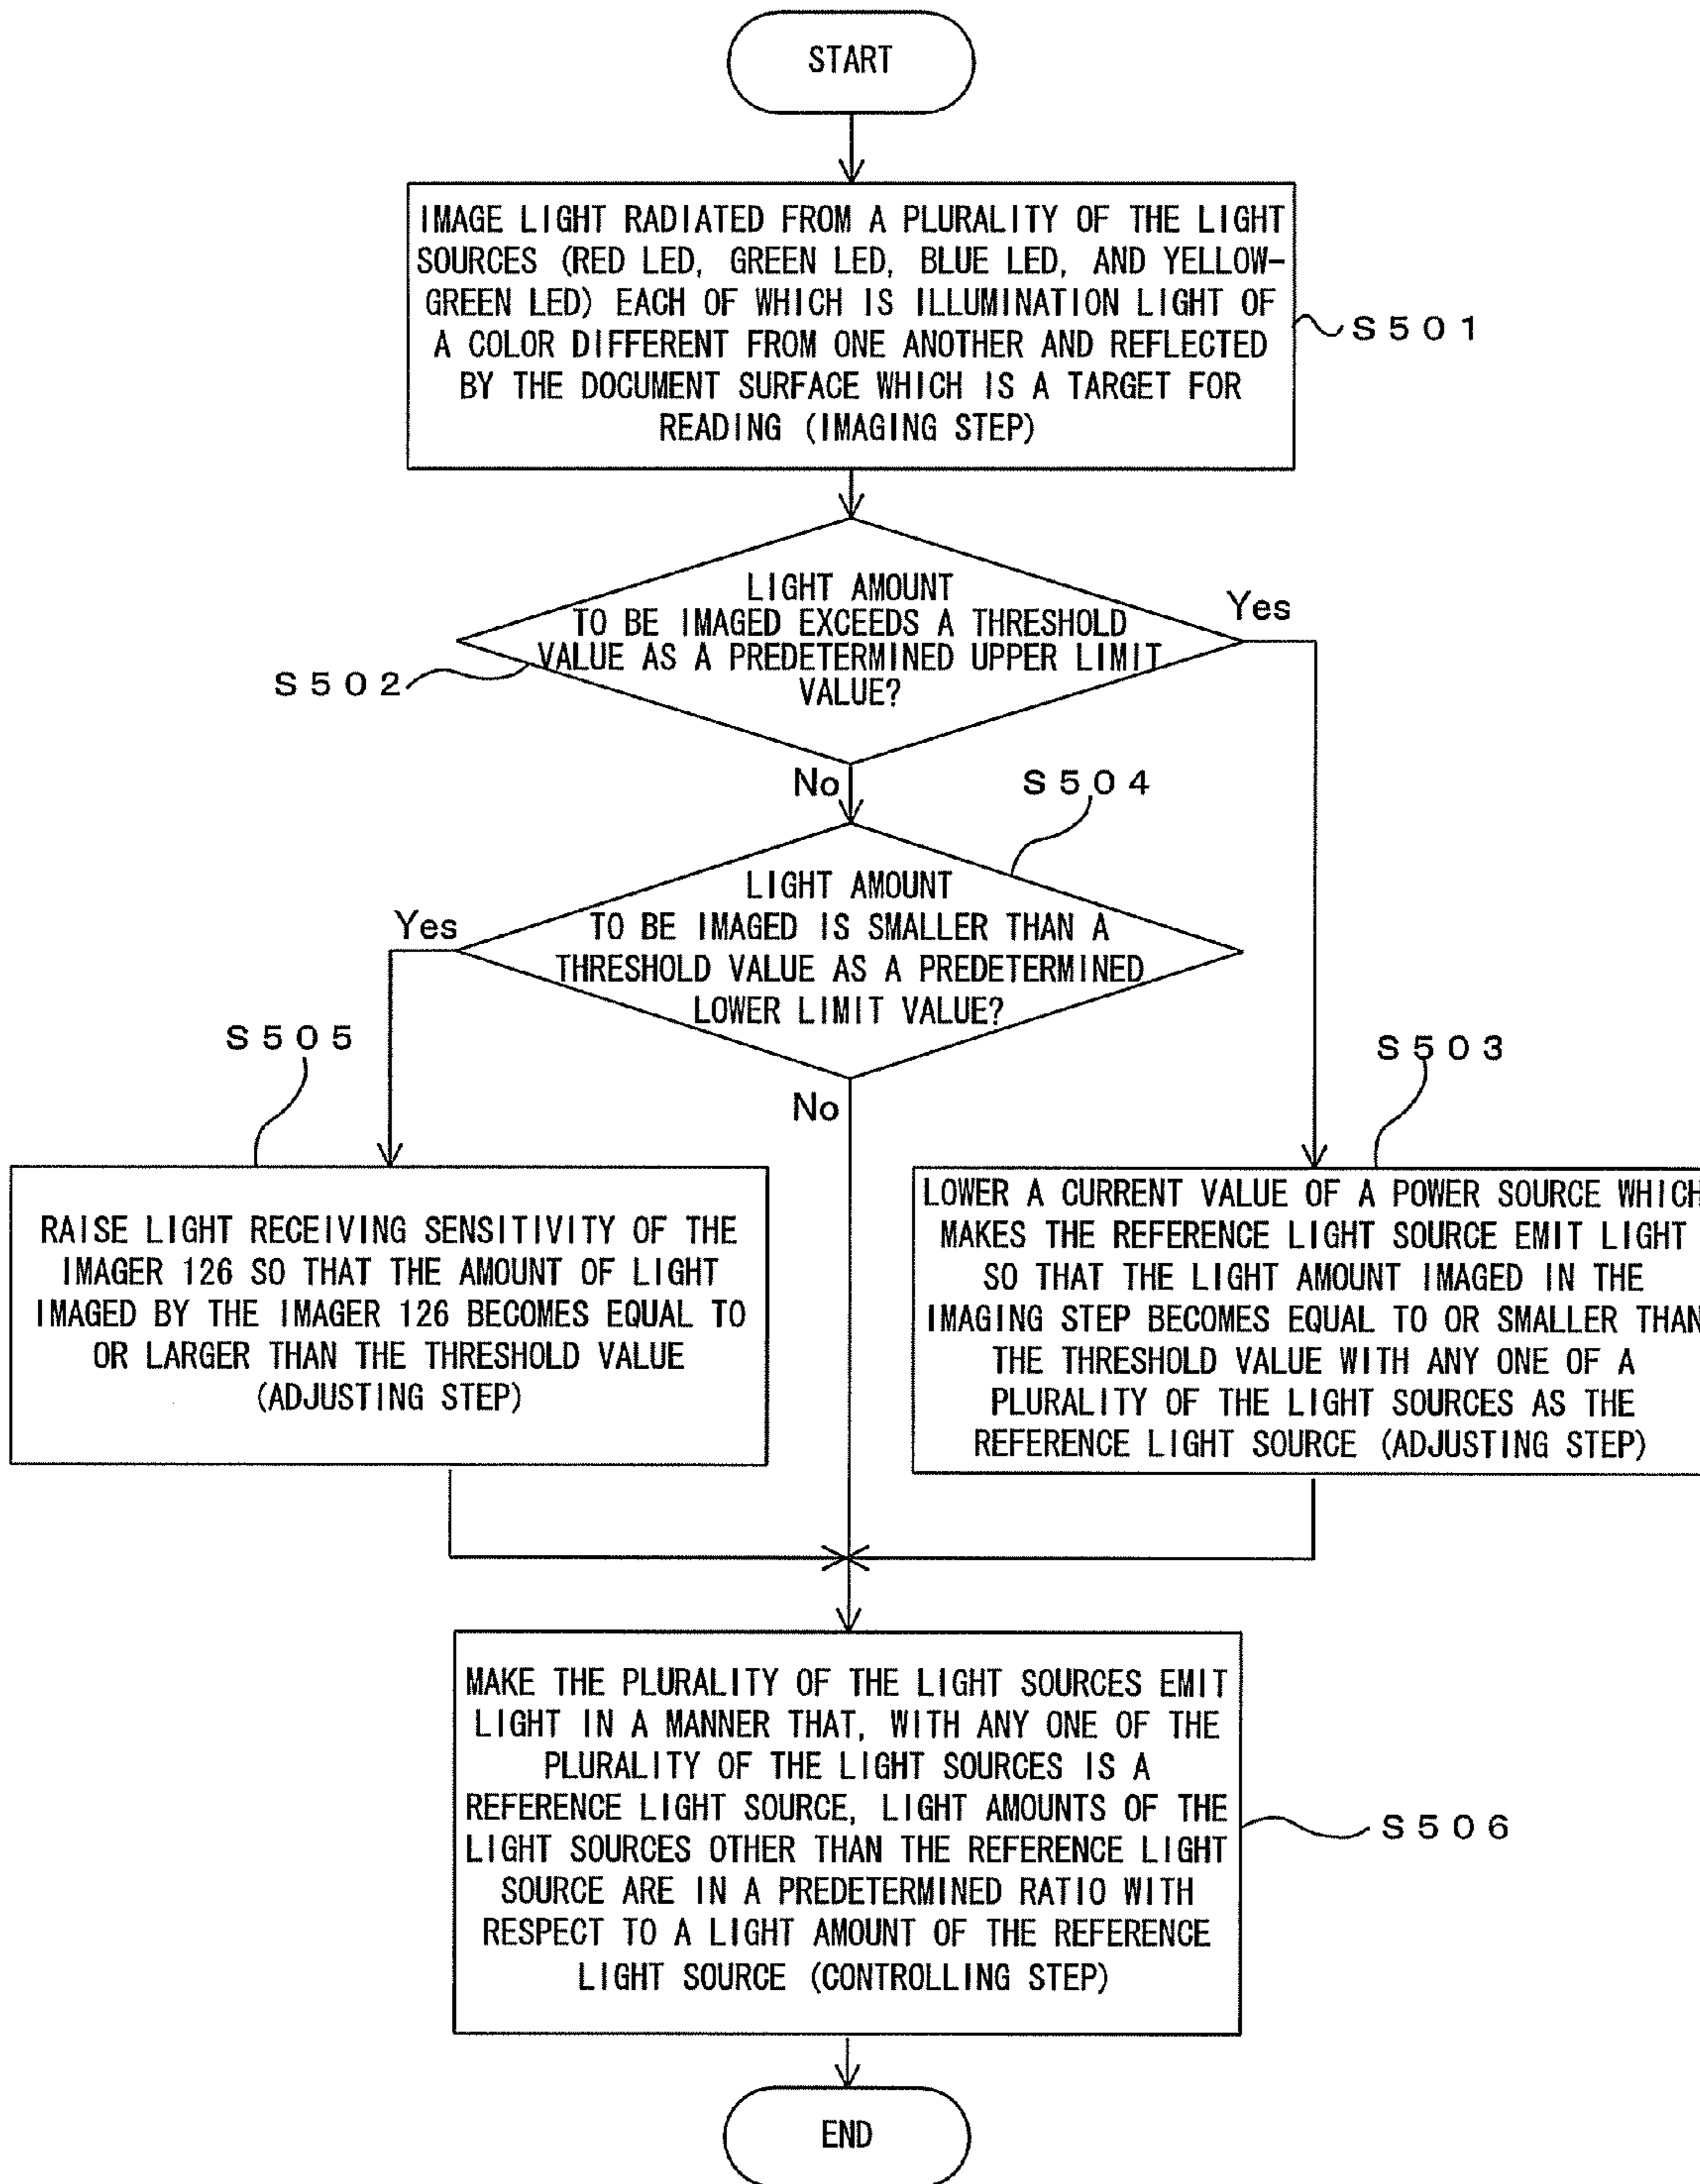 START
IMAGE LIGHT RADIATED FROM A PLURALITY OF THE LIGHT
SOURCES (RED LED, GREEN LED, BLUE LED, AND YELLOW-
GREEN LED) EACH OF WHICH IS ILLUMINATION LIGHT OF
A COLOR DIFFERENT FROM ONE ANOTHER AND REFLECTED
BY THE DOCUMENT SURFACE WHICH IS A TARGET FOR
READING (IMAGING STEP)
S501
LIGHT AMOUNT
TO BE IMAGED EXCEEDS A THRESHOLD
VALUE AS A PREDETERMINED UPPER LIMIT
VALUE?
Yes
S502
No
S504
LIGHT AMOUNT
TO BE IMAGED IS SMALLER THAN A
THRESHOLD VALUE AS A PREDETERMINED
LOWER LIMIT VALUE?
Yes
No
S505
RAISE LIGHT RECEIVING SENSITIVITY OF THE
IMAGER 126 SO THAT THE AMOUNT OF LIGHT
IMAGED BY THE IMAGER 126 BECOMES EQUAL TO
OR LARGER THAN THE THRESHOLD VALUE
(ADJUSTING STEP)
S503
LOWER A CURRENT VALUE OF A POWER SOURCE WHICH
MAKES THE REFERENCE LIGHT SOURCE EMIT LIGHT
SO THAT THE LIGHT AMOUNT IMAGED IN THE
IMAGING STEP BECOMES EQUAL TO OR SMALLER THAN
THE THRESHOLD VALUE WITH ANY ONE OF A
PLURALITY OF THE LIGHT SOURCES AS THE
REFERENCE LIGHT SOURCE (ADJUSTING STEP)
MAKE THE PLURALITY OF THE LIGHT SOURCES EMIT
LIGHT IN A MANNER THAT, WITH ANY ONE OF THE
PLURALITY OF THE LIGHT SOURCES IS A
REFERENCE LIGHT SOURCE, LIGHT AMOUNTS OF THE
LIGHT SOURCES OTHER THAN THE REFERENCE LIGHT
SOURCE ARE IN A PREDETERMINED RATIO WITH
RESPECT TO A LIGHT AMOUNT OF THE REFERENCE
LIGHT SOURCE (CONTROLLING STEP)
S506
END